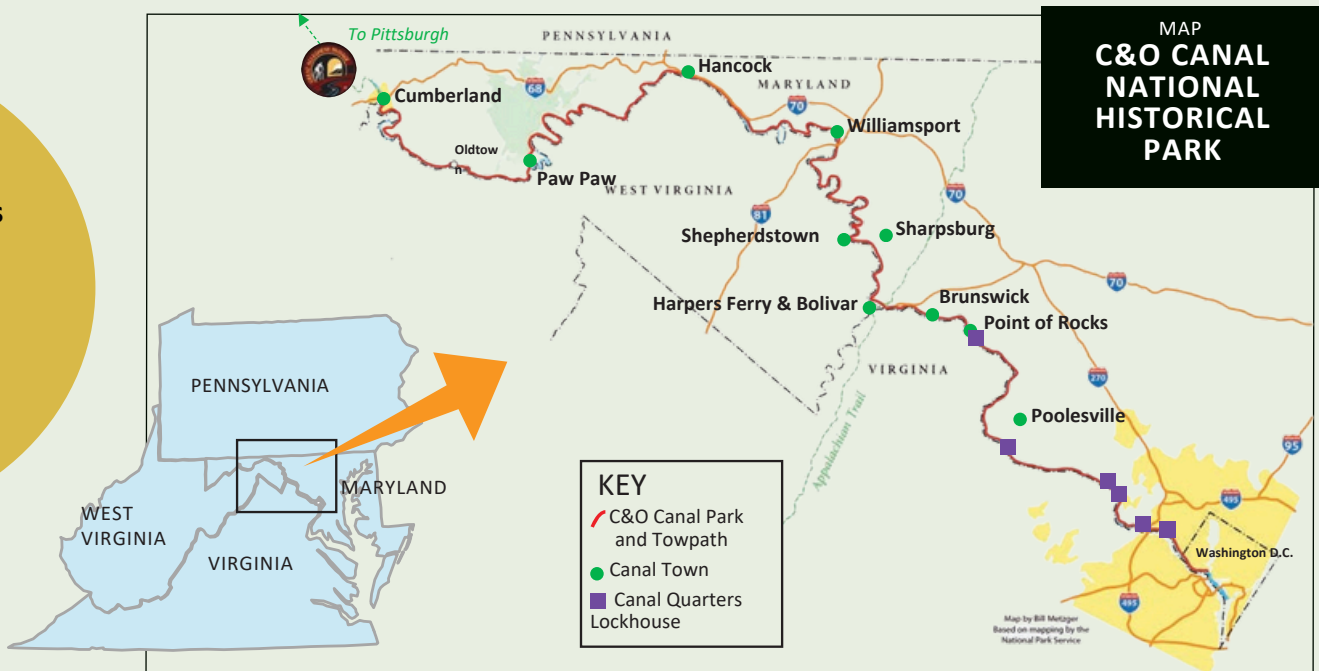 MAP
C&O CANAL
NATIONAL
HISTORICAL
PARK
To Pittsburgh
PENNSYLVANIA
Hancock
MARYLAND
68
70
Cumberland
Williamsport
Oldtow
n
Paw Paw
WEST VIRGINIA
70
81
Shepherdstown
Sharpsburg
70
Harpers Ferry & Bolivar
Brunswick
Point of Rocks
VIRGINIA
270
Appalachian Trail
Poolesville
95
495
Washington D.C.
495
Map by Bill Metzger
Based on mapping by the
National Park Service
s
PENNSYLVANIA
MARYLAND
WEST
VIRGINIA
VIRGINIA
KEY
C&O Canal Park
and Towpath
Canal Town
Canal Quarters
Lockhouse